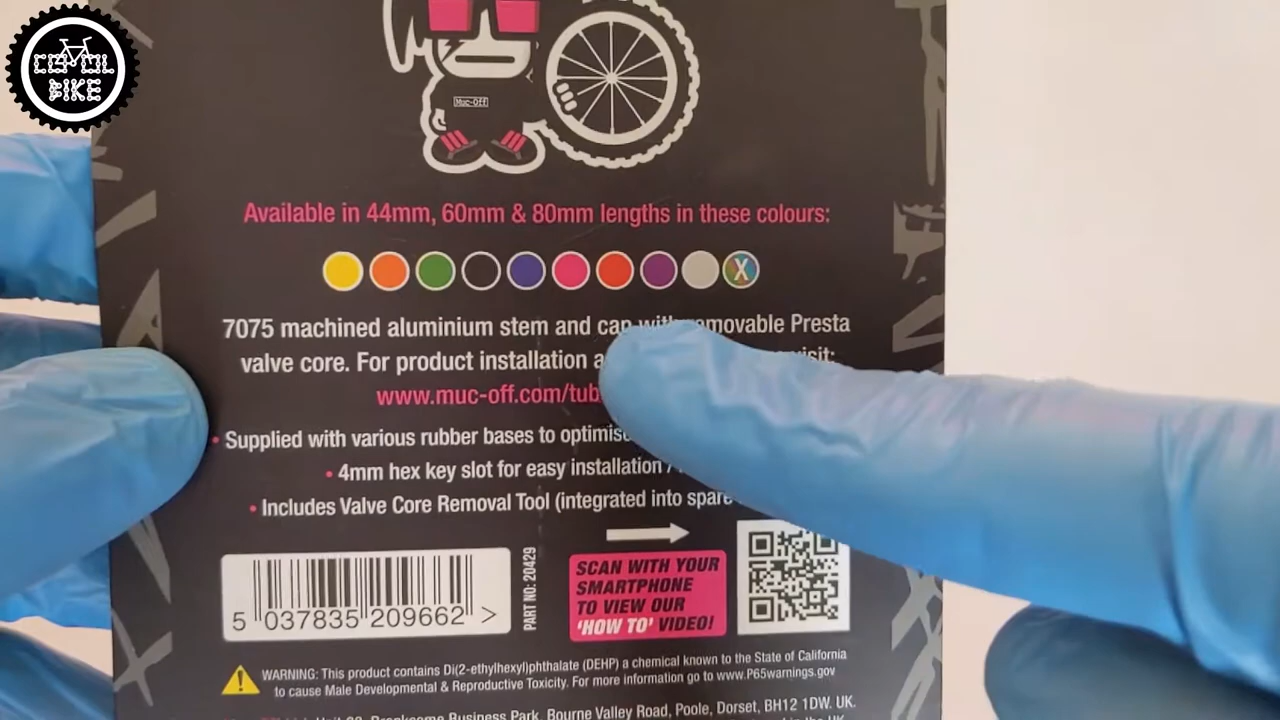 CONTROL BIKE
Muc-Off
Available in 44mm, 60mm & 80mm lengths in these colours:
X
7075 machined aluminium stem and cap with removable Presta
valve core. For product installation a visit:
www.muc-off.com/tub
• Supplied with various rubber bases to optimise
• 4mm hex key slot for easy installation /
• Includes Valve Core Removal Tool (integrated into spare
5 037835 209662 >
PART NO: 20429
SCAN WITH YOUR
SMARTPHONE
TO VIEW OUR
'HOW TO' VIDEO!
WARNING: This product contains Di(2-ethylhexyl)phthalate (DEHP) a chemical known to the State of California
to cause Male Developmental & Reproductive Toxicity. For more information go to www.P65warnings.gov
Branksome Business Park, Bourne Valley Road, Poole, Dorset, BH12 1DW. UK.